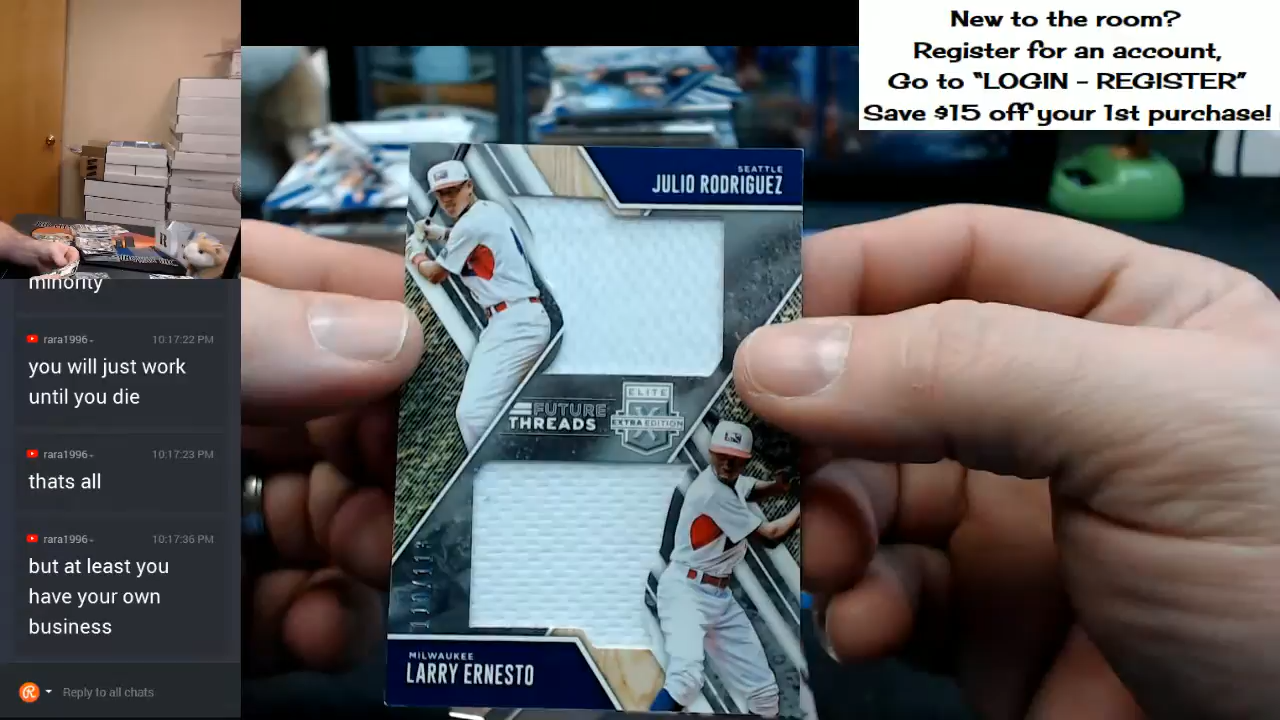 New to the room?
Register for an account,
Go to “LOGIN - REGISTER”
Save $15 off your 1st purchase!
SEATTLE
JULIO RODRIGUEZ
FUTURE
THREADS
ELITE
X
EXTRA EDITION
MILWAUKEE
LARRY ERNESTO
minority
rara1996 10:17:22 PM
you will just work
until you die
rara1996 10:17:23 PM
thats all
rara1996 10:17:36 PM
but at least you
have your own
business
Reply to all chats